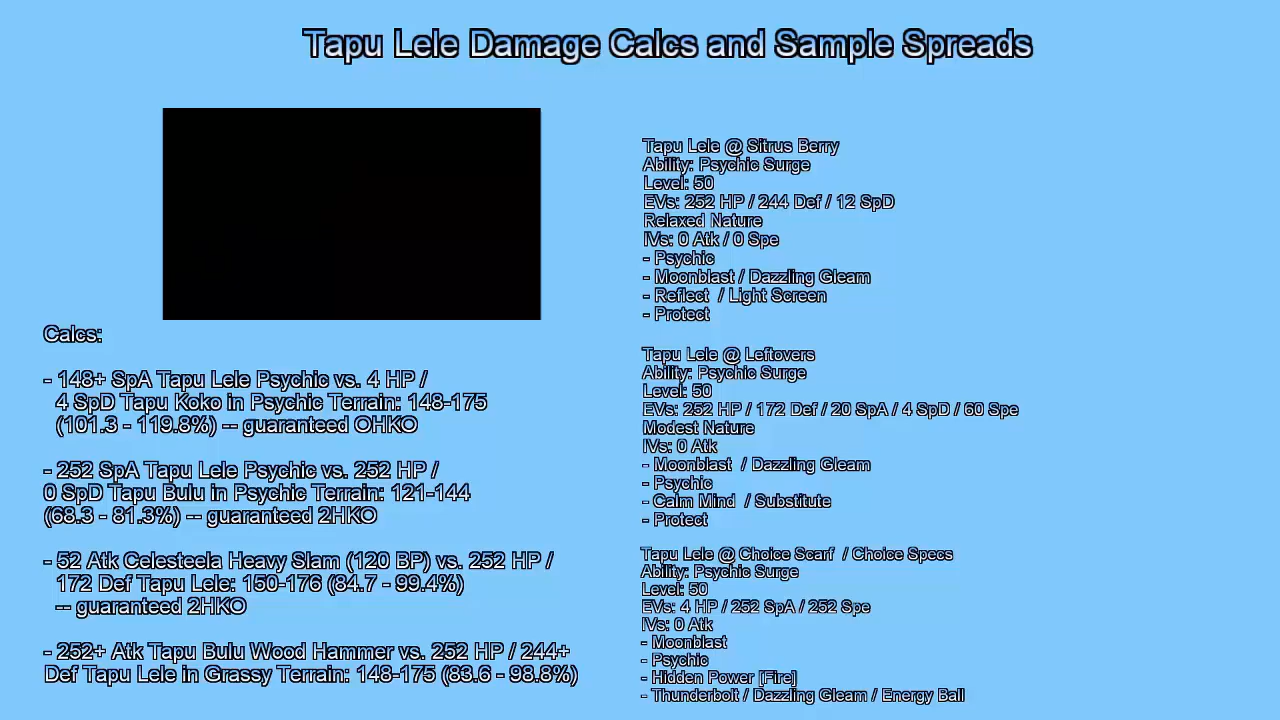 Tapu Lele Damage Calcs and Sample Spreads
Calcs:
- 148+ SpA Tapu Lele Psychic vs. 4 HP /
4 SpD Tapu Koko in Psychic Terrain: 148-175
(101.3 - 119.8%) -- guaranteed OHKO
- 252 SpA Tapu Lele Psychic vs. 252 HP /
0 SpD Tapu Bulu in Psychic Terrain: 121-144
(68.3 - 81.3%) -- guaranteed 2HKO
- 52 Atk Celesteela Heavy Slam (120 BP) vs. 252 HP /
172 Def Tapu Lele: 150-176 (84.7 - 99.4%)
-- guaranteed 2HKO
- 252+ Atk Tapu Bulu Wood Hammer vs. 252 HP / 244+
Def Tapu Lele in Grassy Terrain: 148-175 (83.6 - 98.8%)
Tapu Lele @ Sitrus Berry
Ability: Psychic Surge
Level: 50
EVs: 252 HP / 244 Def / 12 SpD
Relaxed Nature
IVs: 0 Atk / 0 Spe
- Psychic
- Moonblast / Dazzling Gleam
- Reflect / Light Screen
- Protect
Tapu Lele @ Leftovers
Ability: Psychic Surge
Level: 50
EVs: 252 HP / 172 Def / 20 SpA / 4 SpD / 60 Spe
Modest Nature
IVs: 0 Atk
- Moonblast / Dazzling Gleam
- Psychic
- Calm Mind / Substitute
- Protect
Tapu Lele @ Choice Scarf / Choice Specs
Ability: Psychic Surge
Level: 50
EVs: 4 HP / 252 SpA / 252 Spe
IVs: 0 Atk
- Moonblast
- Psychic
- Hidden Power [Fire]
- Thunderbolt / Dazzling Gleam / Energy Ball